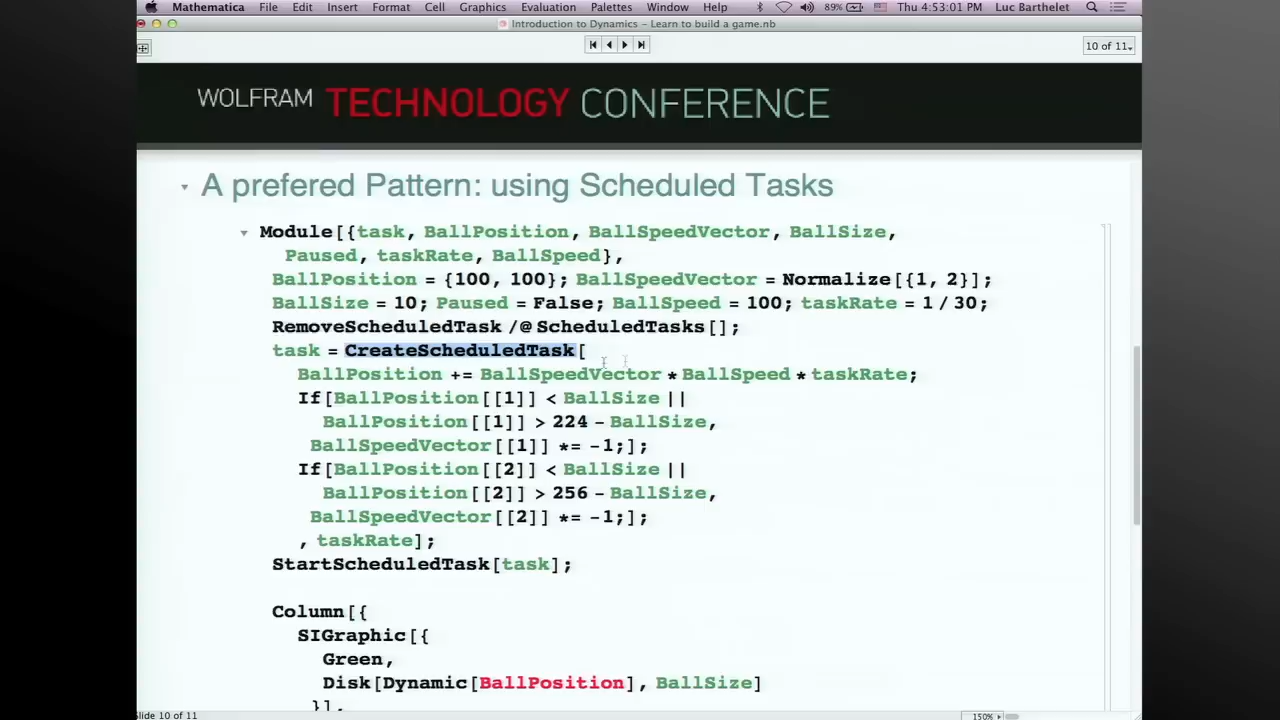 Mathematica File Edit Insert Format Cell Graphics Evaluation Palettes Window Help 89% Thu 4:53:01 PM Luc Barthelet
Introduction to Dynamics – Learn to build a game.nb
10 of 11
WOLFRAM TECHNOLOGY CONFERENCE
A prefered Pattern: using Scheduled Tasks
Module[{task, BallPosition, BallSpeedVector, BallSize,
Paused, taskRate, BallSpeed},
BallPosition = {100, 100}; BallSpeedVector = Normalize[{1, 2}];
BallSize = 10; Paused = False; BallSpeed = 100; taskRate = 1 / 30;
RemoveScheduledTask /@ ScheduledTasks[];
task = CreateScheduledTask[
BallPosition += BallSpeedVector * BallSpeed * taskRate;
If[BallPosition[[1]] < BallSize ||
BallPosition[[1]] > 224 - BallSize,
BallSpeedVector[[1]] *= -1;];
If[BallPosition[[2]] < BallSize ||
BallPosition[[2]] > 256 - BallSize,
BallSpeedVector[[2]] *= -1;];
, taskRate];
StartScheduledTask[task];
Column[{
SIGraphic[{
Green,
Disk[Dynamic[BallPosition], BallSize]
}],
Slide 10 of 11 150%